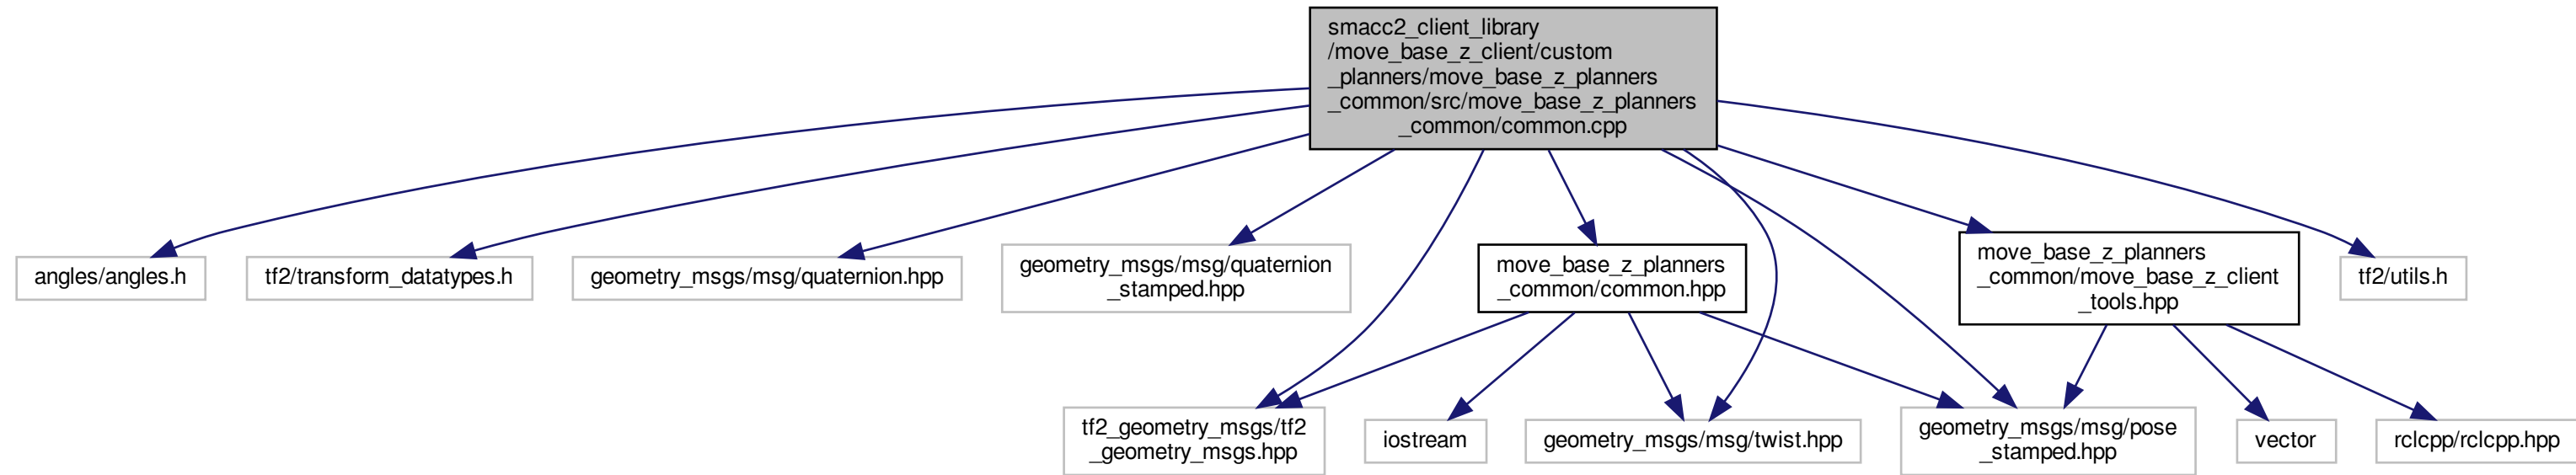 smacc2_client_library
/move_base_z_client/custom
_planners/move_base_z_planners
_common/src/move_base_z_planners
_common/common.cpp
angles/angles.h
tf2/transform_datatypes.h
geometry_msgs/msg/quaternion.hpp
geometry_msgs/msg/quaternion
_stamped.hpp
move_base_z_planners
_common/common.hpp
move_base_z_planners
_common/move_base_z_client
_tools.hpp
tf2/utils.h
tf2_geometry_msgs/tf2
_geometry_msgs.hpp
iostream
geometry_msgs/msg/twist.hpp
geometry_msgs/msg/pose
_stamped.hpp
vector
rclcpp/rclcpp.hpp